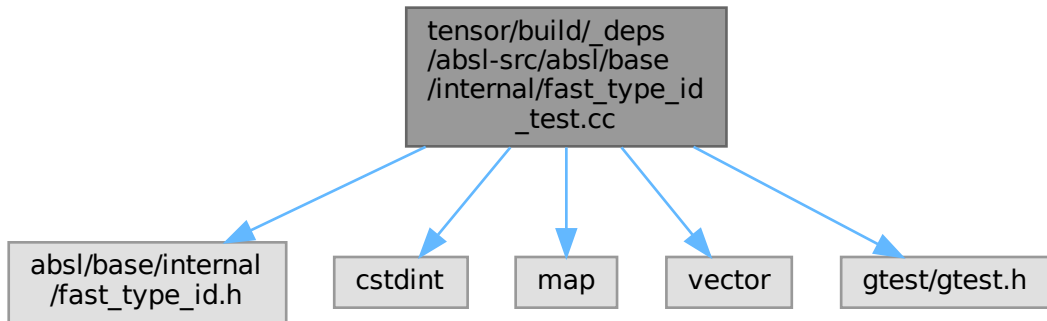 tensor/build/_deps
/absl-src/absl/base
/internal/fast_type_id
_test.cc
absl/base/internal
/fast_type_id.h
cstdint
map
vector
gtest/gtest.h